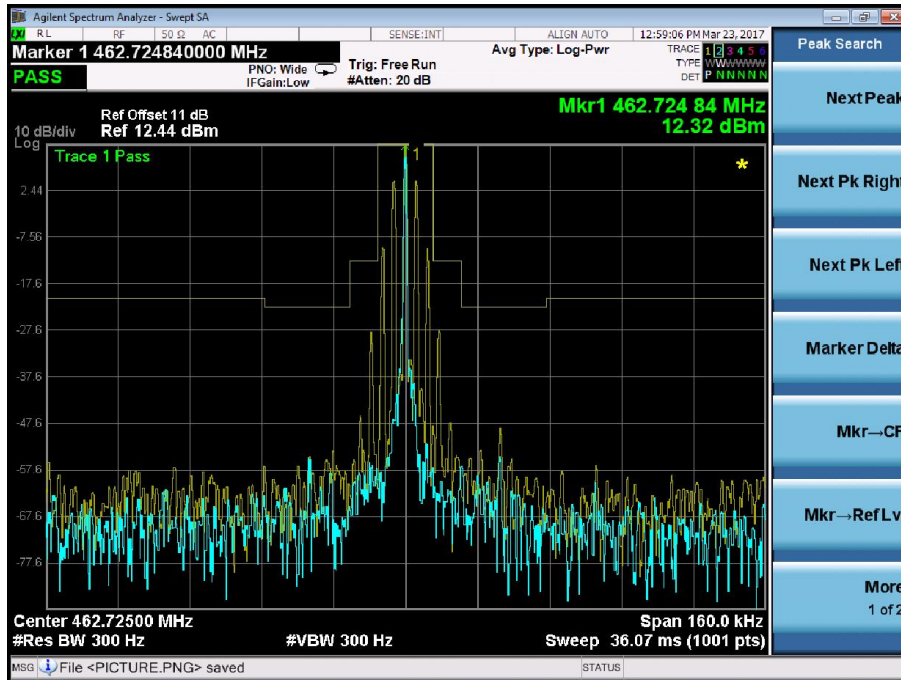 Agilent Spectrum Analyzer - Swept SA
RL RF 50 Ω AC SENSE:INT ALIGN AUTO 12:59:06 PM Mar 23, 2017
Marker 1 462.724840000 MHz
PNO: Wide
IFGain:Low
Trig: Free Run
#Atten: 20 dB
Avg Type: Log-Pwr
TRACE 1 2 3 4 5 6
TYPE WWWWWW
DET P N N N N N
PASS
Mkr1 462.724 84 MHz
12.32 dBm
Ref Offset 11 dB
10 dB/div Ref 12.44 dBm
Log
Trace 1 Pass
1
*
2.44
-7.56
-17.6
-27.6
-37.6
-47.6
-57.6
-67.6
-77.6
Center 462.72500 MHz Span 160.0 kHz
#Res BW 300 Hz #VBW 300 Hz Sweep 36.07 ms (1001 pts)
MSG File <PICTURE.PNG> saved STATUS
Peak Search
Next Peak
Next Pk Right
Next Pk Left
Marker Delta
Mkr→CF
Mkr→Ref Lv
More
1 of 2